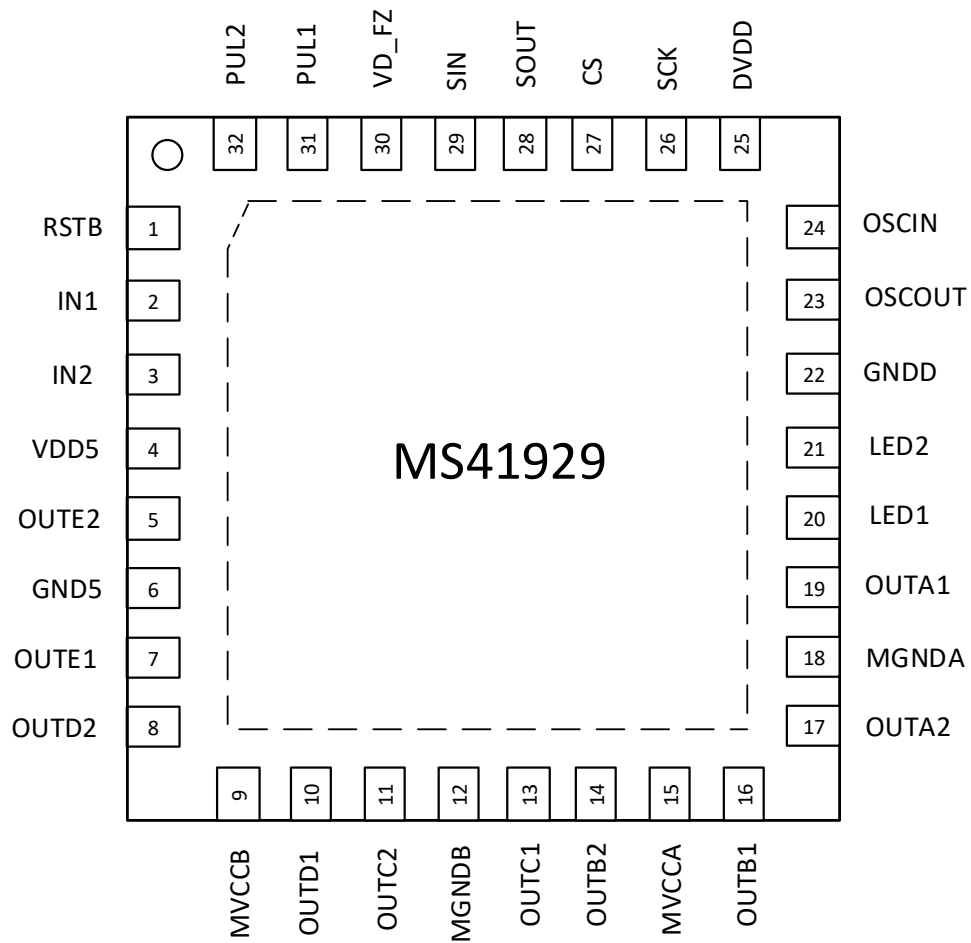 PUL2 PUL1 VD_FZ SIN SOUT CS SCK DVDD
32 31 30 29 28 27 26 25
RSTB 1 24 OSCIN
IN1 2 23 OSCOUT
IN2 3 22 GNDD
VDD5 4 21 LED2
MS41929
OUTE2 5 20 LED1
GND5 6 19 OUTA1
OUTE1 7 18 MGNDA
OUTD2 8 17 OUTA2
9 10 11 12 13 14 15 16
MVCCB OUTD1 OUTC2 MGNDB OUTC1 OUTB2 MVCCA OUTB1